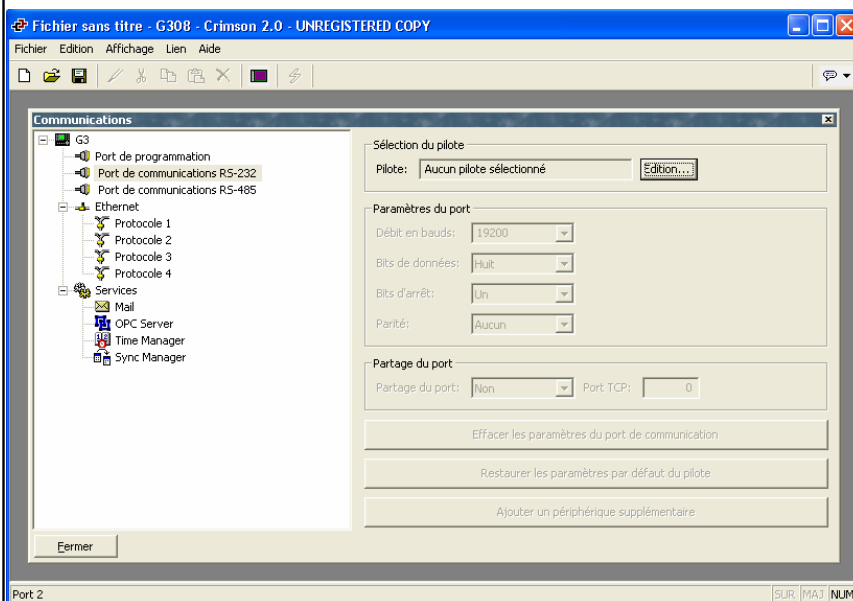 Fichier sans titre - G308 - Crimson 2.0 - UNREGISTERED COPY
Fichier Edition Affichage Lien Aide
Communications
G3
Port de programmation
Port de communications RS-232
Port de communications RS-485
Ethernet
Protocole 1
Protocole 2
Protocole 3
Protocole 4
Services
Mail
OPC Server
Time Manager
Sync Manager
Sélection du pilote
Pilote: Aucun pilote sélectionné Edition...
Paramètres du port
Débit en bauds: 19200
Bits de données: Huit
Bits d'arrêt: Un
Parité: Aucun
Partage du port
Partage du port: Non Port TCP: 0
Effacer les paramètres du port de communication
Restaurer les paramètres par défaut du pilote
Ajouter un périphérique supplémentaire
Fermer
Port 2 SUR MAJ NUM